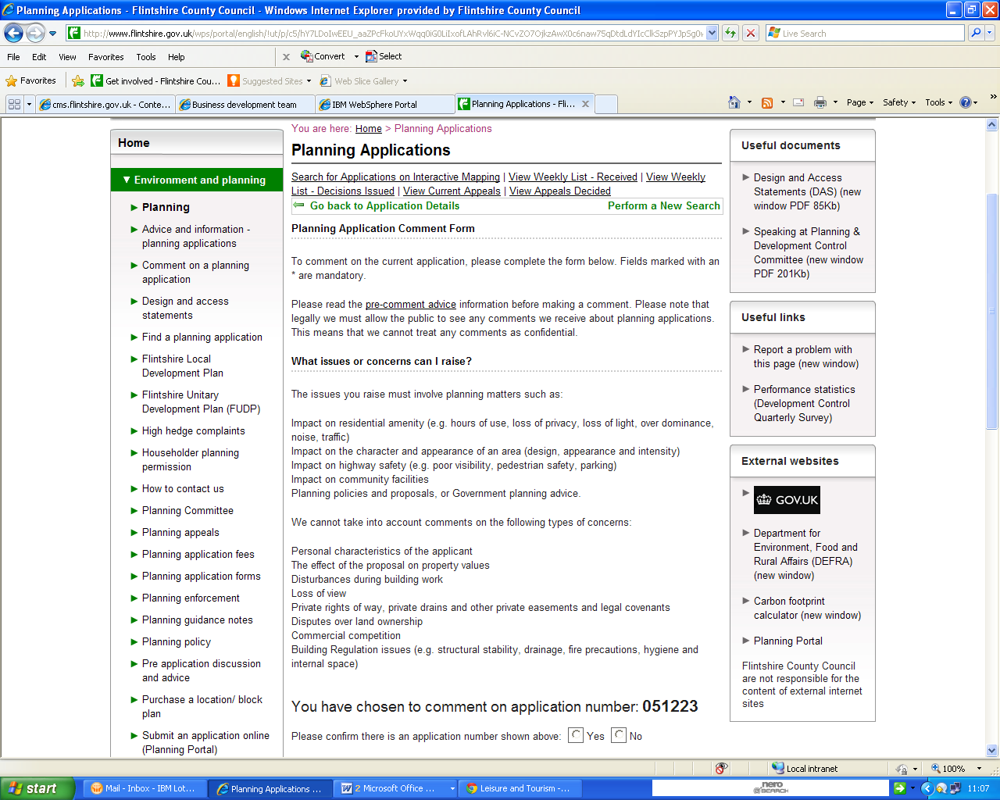 Planning Applications - Flintshire County Council - Windows Internet Explorer provided by Flintshire County Council
Live Search
File Edit View Favorites Tools Help
Convert Select
Favorites Get involved - Flintshire Cou... Suggested Sites Web Slice Gallery
cms.flintshire.gov.uk - Conte... Business development team IBM WebSphere Portal Planning Applications - Fli... Page Safety Tools
Home
Environment and planning
Planning
Advice and information -
planning applications
Comment on a planning
application
Design and access
statements
Find a planning application
Flintshire Local
Development Plan
Flintshire Unitary
Development Plan (FUDP)
High hedge complaints
Householder planning
permission
How to contact us
Planning Committee
Planning appeals
Planning application fees
Planning application forms
Planning enforcement
Planning guidance notes
Planning policy
Pre application discussion
and advice
Purchase a location/ block
plan
Submit an application online
(Planning Portal)
You are here: Home > Planning Applications
Planning Applications
Search for Applications on Interactive Mapping | View Weekly List - Received | View Weekly
List - Decisions Issued | View Current Appeals | View Appeals Decided
Go back to Application Details Perform a New Search
Planning Application Comment Form
To comment on the current application, please complete the form below. Fields marked with an
* are mandatory.
Please read the pre-comment advice information before making a comment. Please note that
legally we must allow the public to see any comments we receive about planning applications.
This means that we cannot treat any comments as confidential.
What issues or concerns can I raise?
The issues you raise must involve planning matters such as:
Impact on residential amenity (e.g. hours of use, loss of privacy, loss of light, over dominance,
noise, traffic)
Impact on the character and appearance of an area (design, appearance and intensity)
Impact on highway safety (e.g. poor visibility, pedestrian safety, parking)
Impact on community facilities
Planning policies and proposals, or Government planning advice.
We cannot take into account comments on the following types of concerns:
Personal characteristics of the applicant
The effect of the proposal on property values
Disturbances during building work
Loss of view
Private rights of way, private drains and other private easements and legal covenants
Disputes over land ownership
Commercial competition
Building Regulation issues (e.g. structural stability, drainage, fire precautions, hygiene and
internal space)
You have chosen to comment on application number: 051223
Please confirm there is an application number shown above: Yes No
Useful documents
Design and Access
Statements (DAS) (new
window PDF 85Kb)
Speaking at Planning &
Development Control
Committee (new window
PDF 201Kb)
Useful links
Report a problem with
this page (new window)
Performance statistics
(Development Control
Quarterly Survey)
External websites
GOV.UK
Department for
Environment, Food and
Rural Affairs (DEFRA)
(new window)
Carbon footprint
calculator (new window)
Planning Portal
Flintshire County Council
are not responsible for the
content of external internet
sites
Local intranet 100%
start Mail - Inbox - IBM Lot... Planning Applications ... 2 Microsoft Office ... Leisure and Tourism -... nero SEARCH 11:07